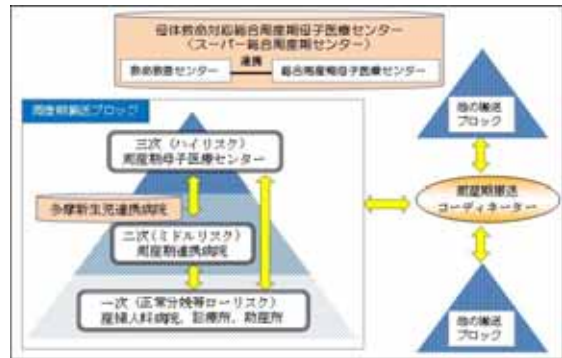 母体救命対応総合周産期母子医療センター
（スーパー総合周産期センター）
連携
救命救急センター
総合周産期母子医療センター
周産期搬送ブロック
三次（ハイリスク）
周産期母子医療センター
多摩新生児連携病院
二次（ミドルリスク）
周産期連携病院
一次（正常分娩等ローリスク）
産婦人科病院、診療所、助産所
他の搬送
ブロック
周産期搬送
コーディネーター
他の搬送
ブロック